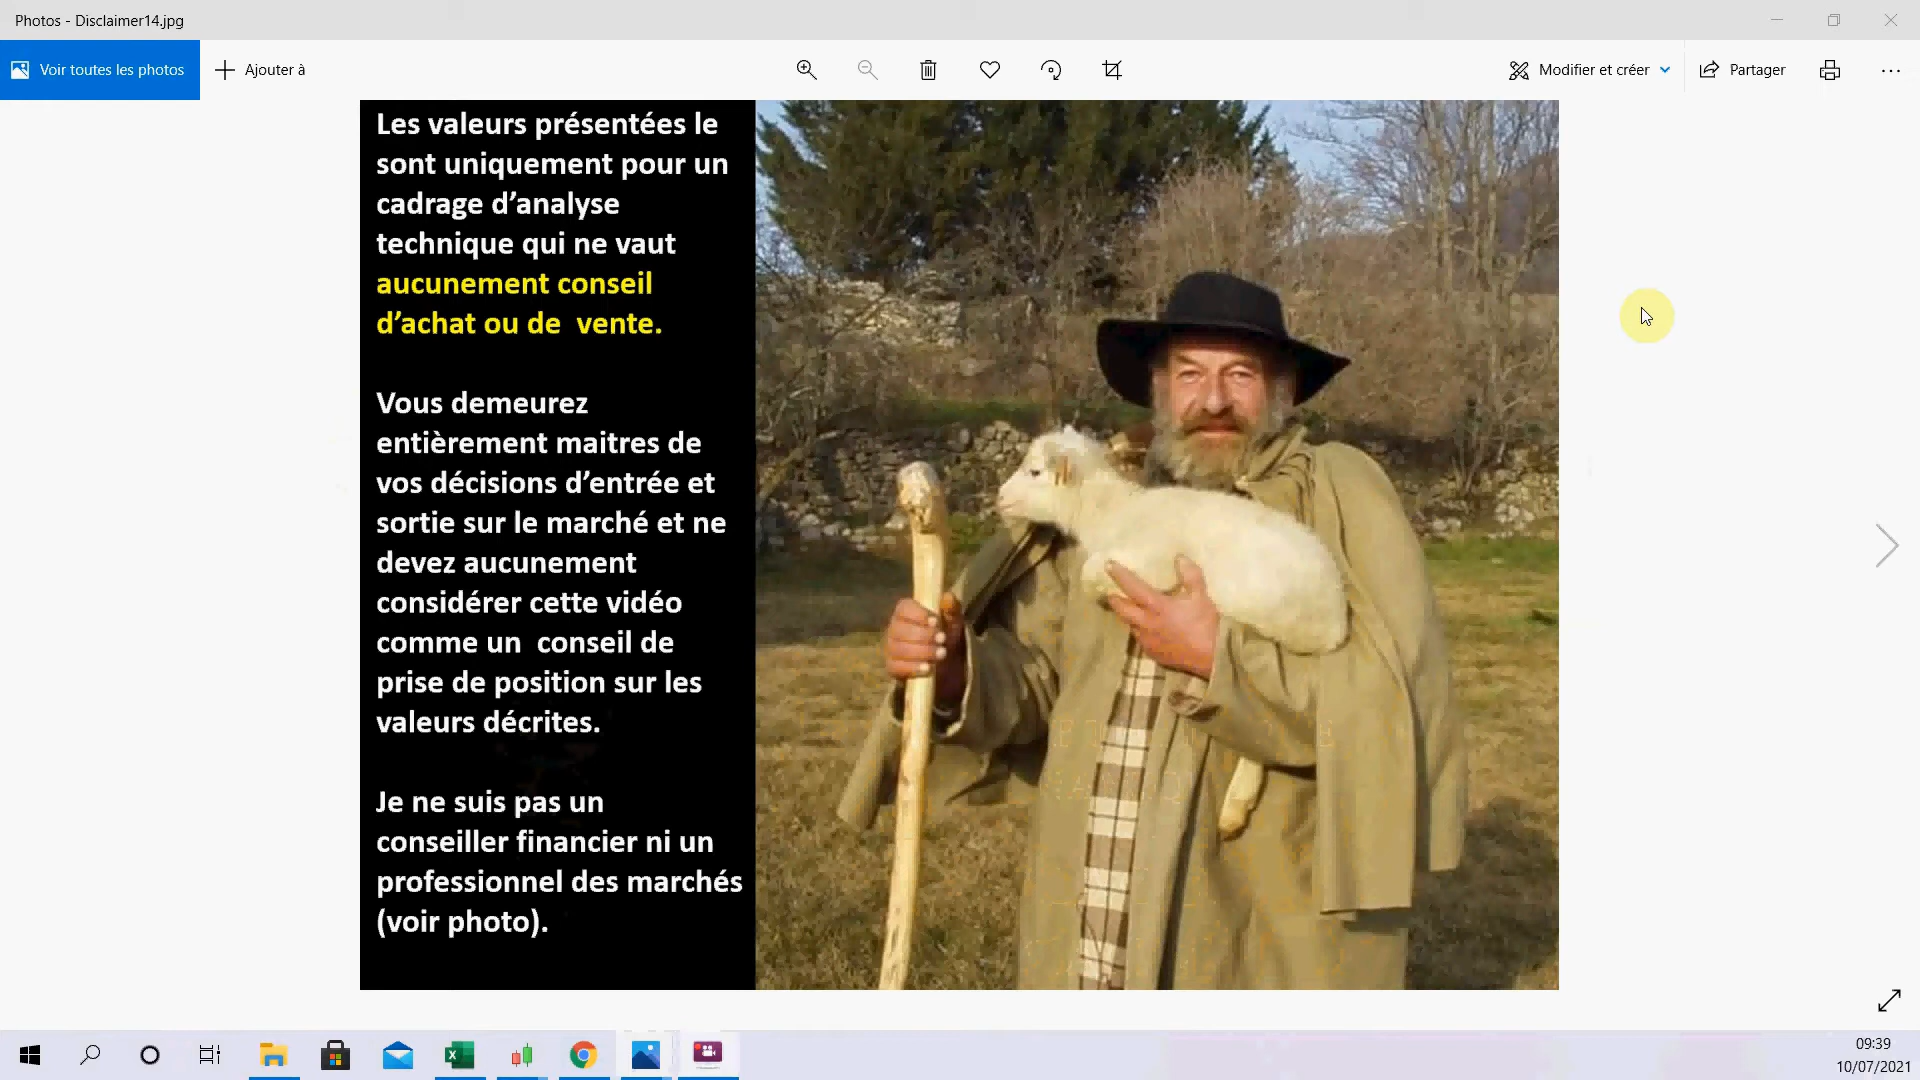 Photos - Disclaimer14.jpg
Voir toutes les photos
Ajouter à
Modifier et créer
Partager
Les valeurs présentées le
sont uniquement pour un
cadrage d’analyse
technique qui ne vaut
aucunement conseil
d’achat ou de  vente.
Vous demeurez
entièrement maitres de
vos décisions d’entrée et
sortie sur le marché et ne
devez aucunement
considérer cette vidéo
comme un  conseil de
prise de position sur les
valeurs décrites.
Je ne suis pas un
conseiller financier ni un
professionnel des marchés
(voir photo).
09:39
10/07/2021